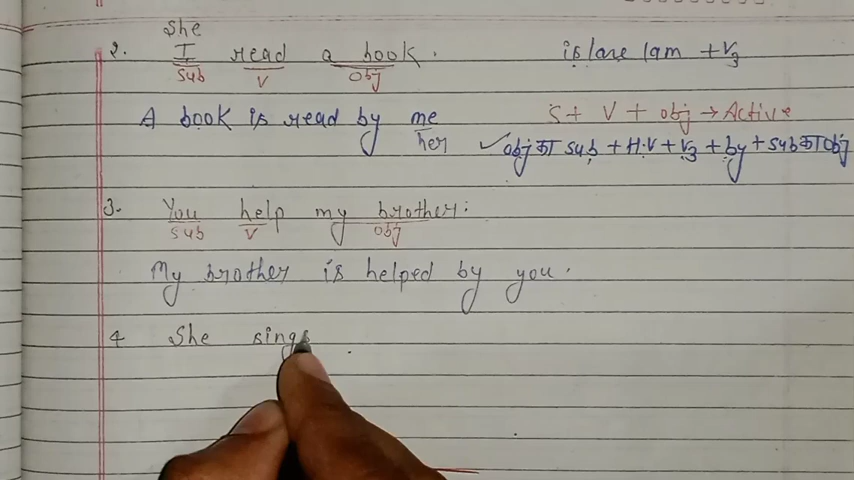 She
2. I read a book. is/are/am + V3
sub V obj
A book is read by me S + V + obj → Active
her ✓obj का sub + H.V + V3 + by + sub का obj
3. You help my brother.
sub V obj
My brother is helped by you.
4 She sings